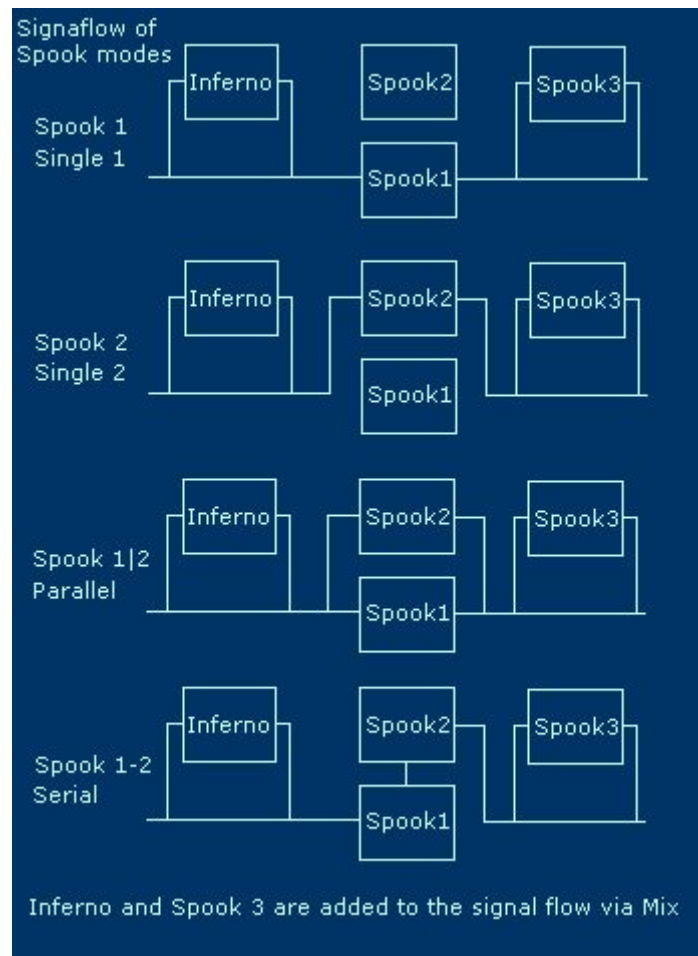 Signaflow of
Spook modes
Inferno
Spook2
Spook3
Spook 1
Single 1
Spook1
Inferno
Spook2
Spook3
Spook 2
Single 2
Spook1
Inferno
Spook2
Spook3
Spook 1|2
Parallel
Spook1
Inferno
Spook2
Spook3
Spook 1-2
Serial
Spook1
Inferno and Spook 3 are added to the signal flow via Mix